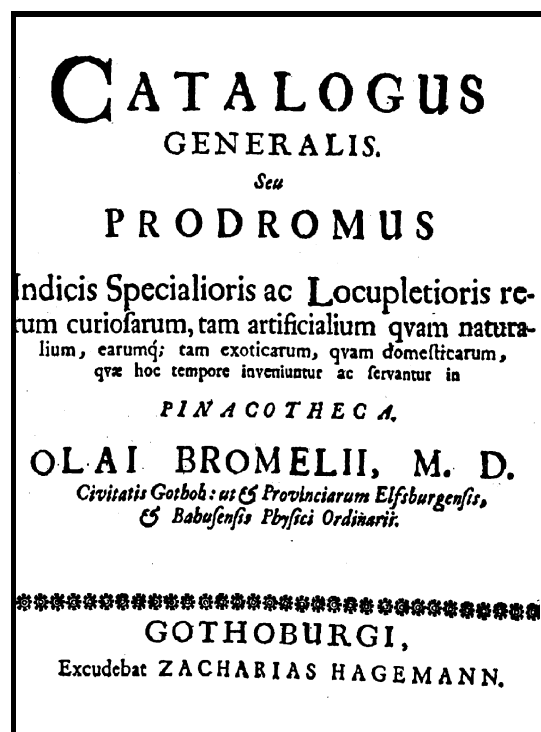 CATALOGUS
GENERALIS.
Seu
PRODROMUS
Indicis Specialioris ac Locupletioris re-
rum curioſarum, tam artificialium qvam natura-
lium, earumq́; tam exoticarum, qvam domeſticarum,
qvæ hoc tempore inveniuntur ac ſervantur in
PINACOTHECA.
OLAI BROMELII, M. D.
Civitatis Gothob: ut & Provinciarum Elfsburgenſis,
& Bahuſenſis Phyſici Ordinarii.
GOTHOBURGI,
Excudebat ZACHARIAS HAGEMANN.